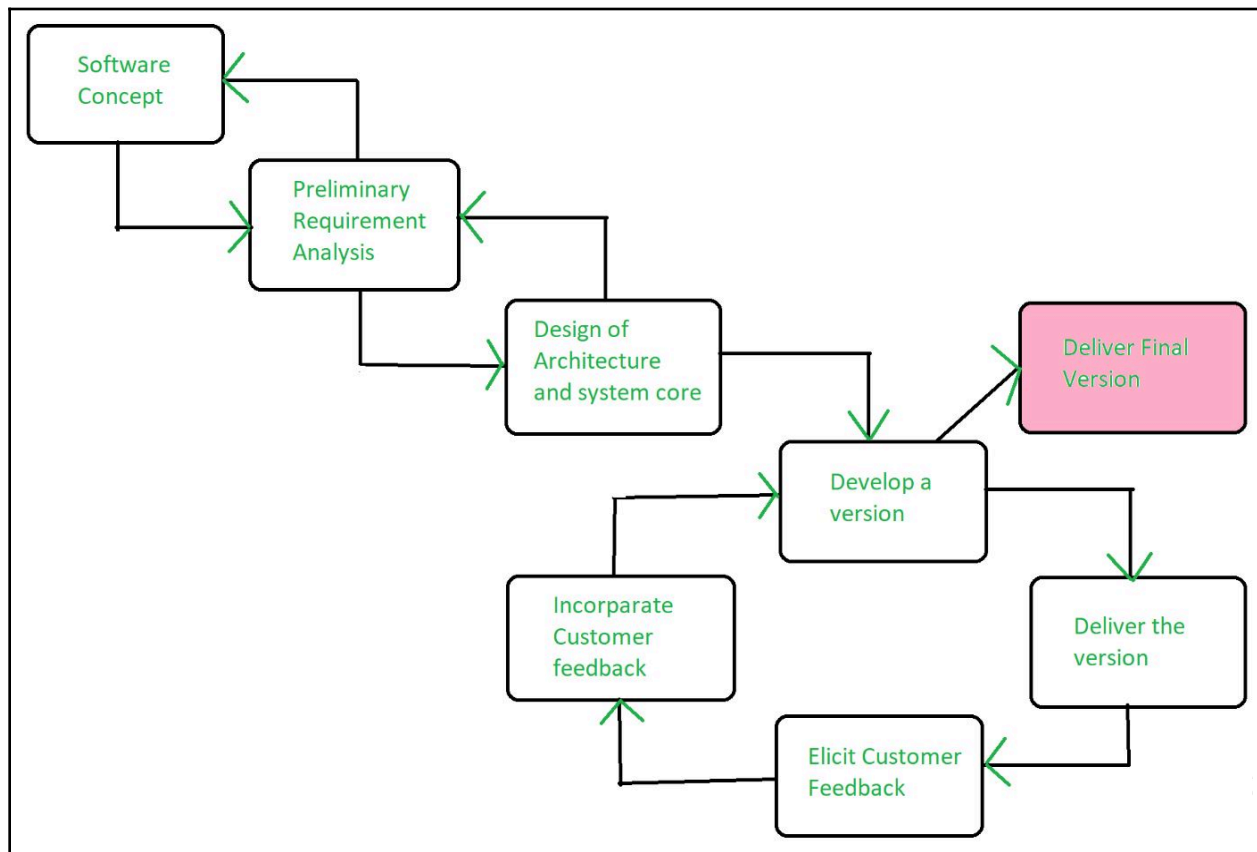 Software
Concept
Preliminary
Requirement
Analysis
Design of
Architecture
and system core
Deliver Final
Version
Develop a
version
Incorparate
Customer
feedback
Deliver the
version
Elicit Customer
Feedback